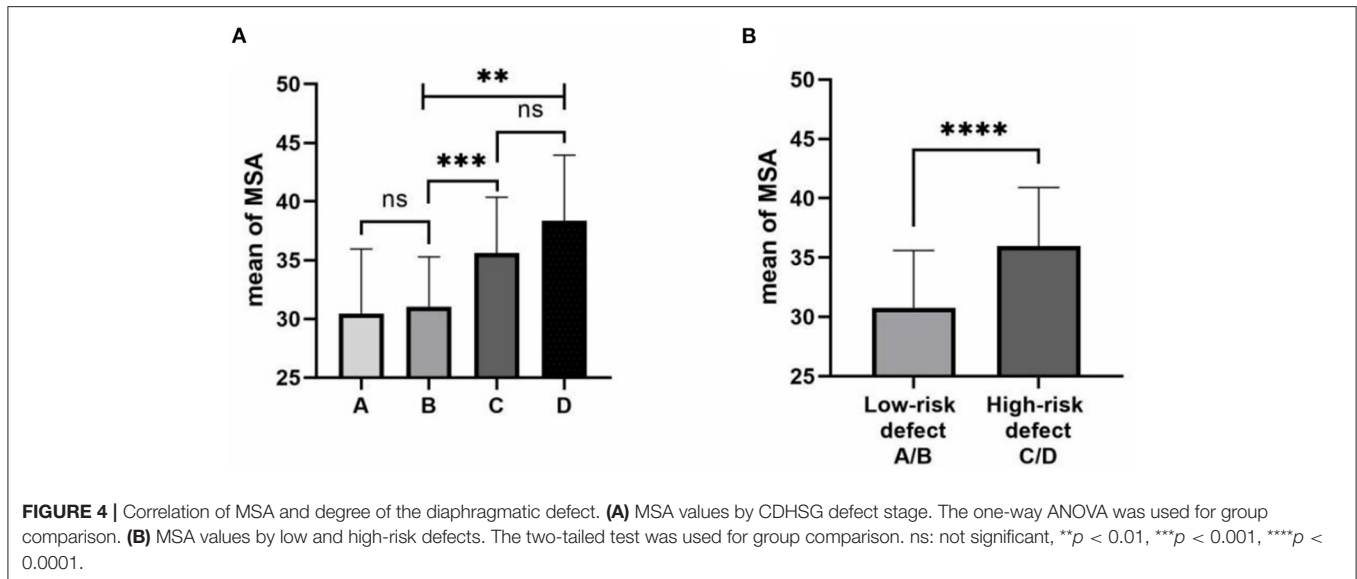 A
mean of MSA
50
45
40
35
30
25
ns
***
**
ns
A B C D
B
mean of MSA
50
45
40
35
30
25
****
Low-risk defect A/B
High-risk defect C/D
FIGURE 4 | Correlation of MSA and degree of the diaphragmatic defect. (A) MSA values by CDHSG defect stage. The one-way ANOVA was used for group
comparison. (B) MSA values by low and high-risk defects. The two-tailed test was used for group comparison. ns: not significant, **p < 0.01, ***p < 0.001, ****p <
0.0001.